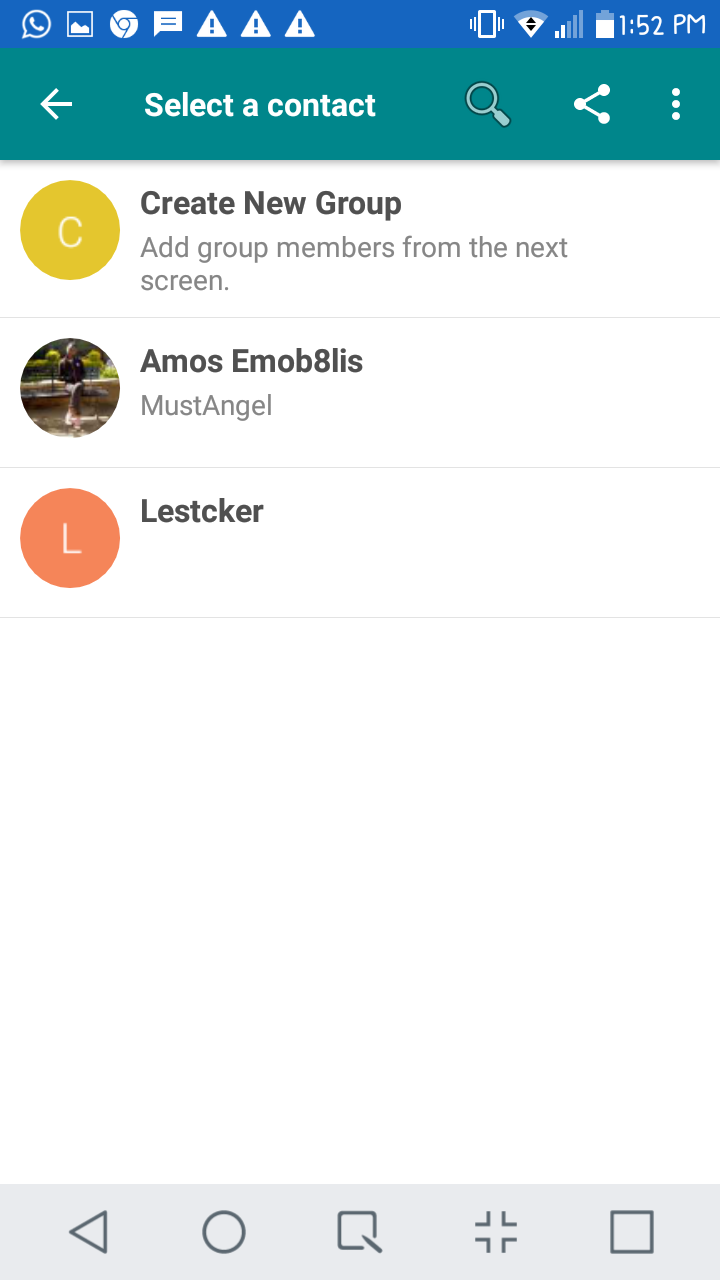 1:52 PM
Select a contact
C
Create New Group
Add group members from the next
screen.
Amos Emob8lis
MustAngel
L
Lestcker